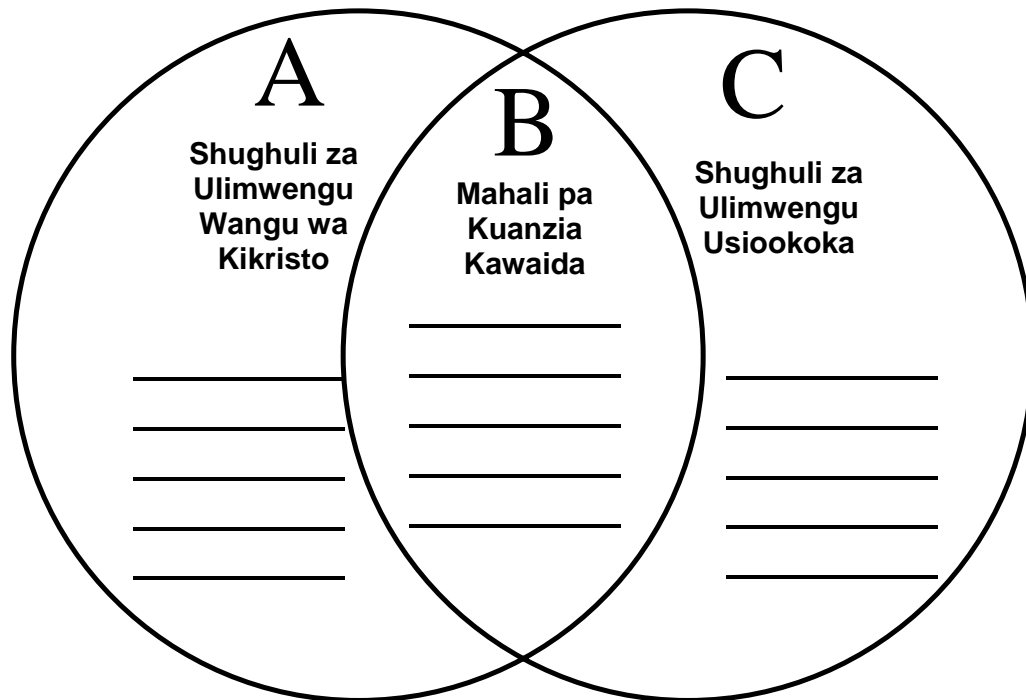 A
Shughuli za
Ulimwengu
Wangu wa
Kikristo
B
Mahali pa
Kuanzia
Kawaida
C
Shughuli za
Ulimwengu
Usiookoka